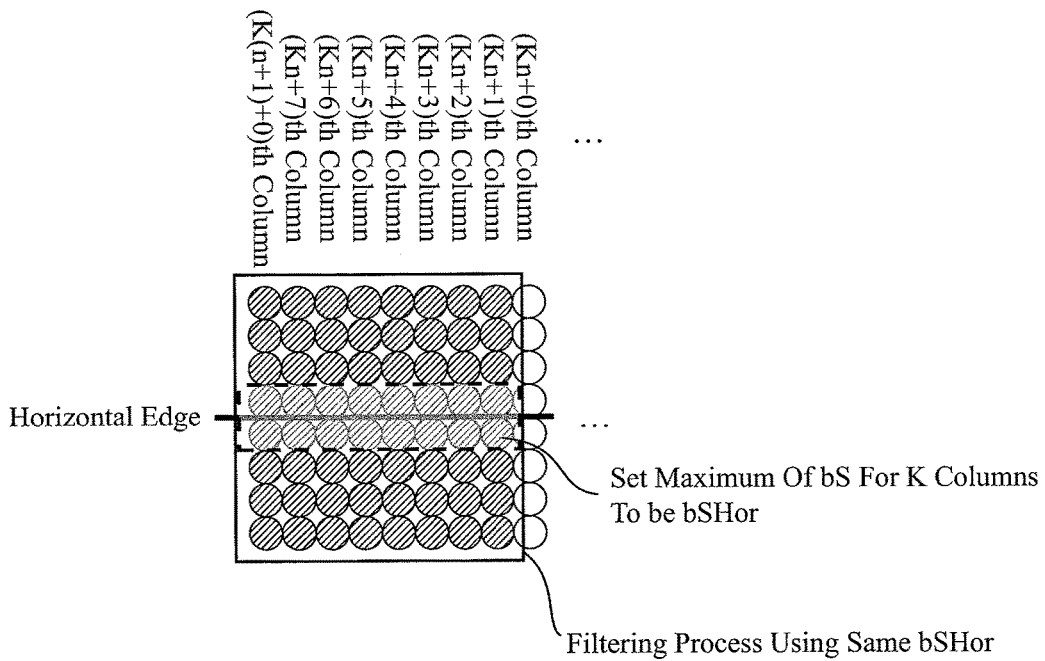 (K(n+1)+0)th Column
(Kn+7)th Column
(Kn+6)th Column
(Kn+5)th Column
(Kn+4)th Column
(Kn+3)th Column
(Kn+2)th Column
(Kn+1)th Column
(Kn+0)th Column
...
Horizontal Edge
...
Set Maximum Of bS For K Columns
To be bSHor
Filtering Process Using Same bSHor